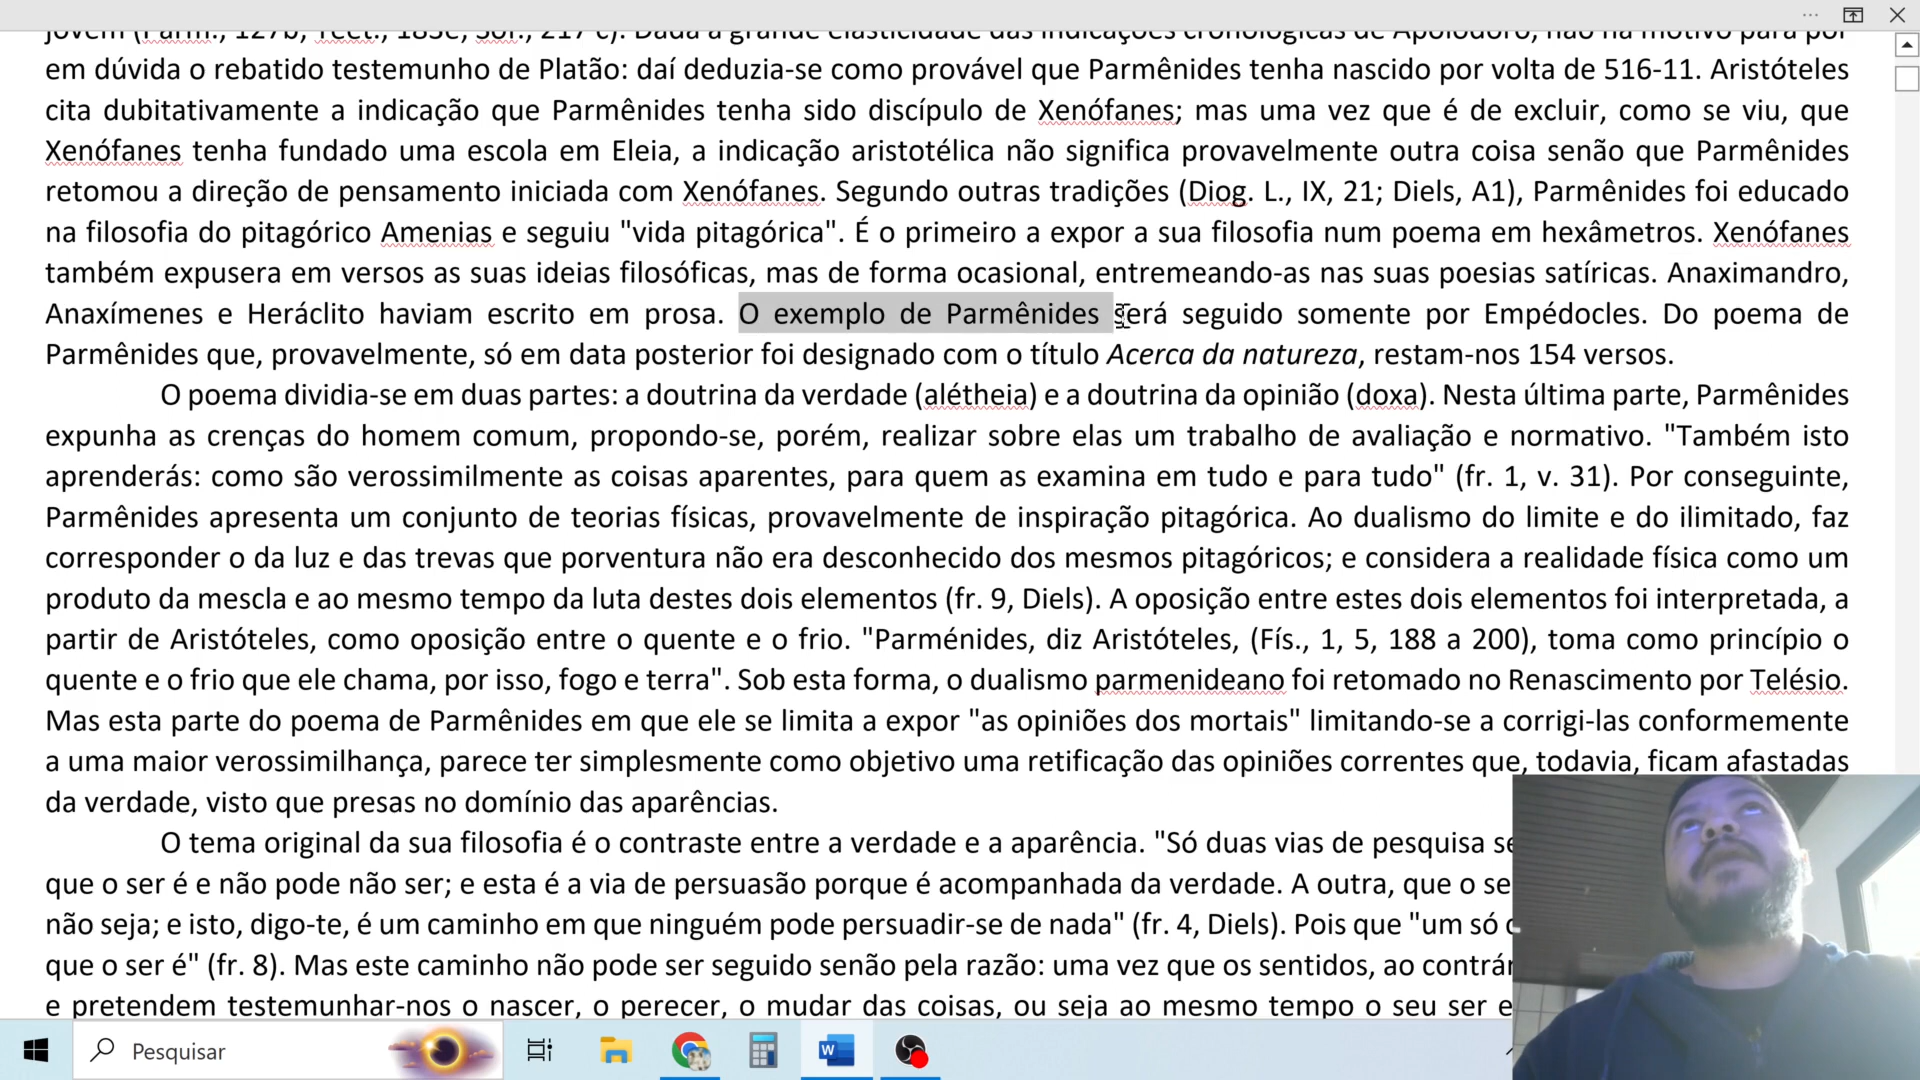 jovem (Parm., 127b; Teet., 183e; Sof., 217 c). Dada a grande elasticidade das indicações cronológicas de Apolodoro, não há motivo para pôr
em dúvida o rebatido testemunho de Platão: daí deduzia-se como provável que Parmênides tenha nascido por volta de 516-11. Aristóteles
cita dubitativamente a indicação que Parmênides tenha sido discípulo de Xenófanes; mas uma vez que é de excluir, como se viu, que
Xenófanes tenha fundado uma escola em Eleia, a indicação aristotélica não significa provavelmente outra coisa senão que Parmênides
retomou a direção de pensamento iniciada com Xenófanes. Segundo outras tradições (Diog. L., IX, 21; Diels, A1), Parmênides foi educado
na filosofia do pitagórico Amenias e seguiu "vida pitagórica". É o primeiro a expor a sua filosofia num poema em hexâmetros. Xenófanes
também expusera em versos as suas ideias filosóficas, mas de forma ocasional, entremeando-as nas suas poesias satíricas. Anaximandro,
Anaxímenes e Heráclito haviam escrito em prosa. O exemplo de Parmênides será seguido somente por Empédocles. Do poema de
Parmênides que, provavelmente, só em data posterior foi designado com o título Acerca da natureza, restam-nos 154 versos.
O poema dividia-se em duas partes: a doutrina da verdade (alétheia) e a doutrina da opinião (doxa). Nesta última parte, Parmênides
expunha as crenças do homem comum, propondo-se, porém, realizar sobre elas um trabalho de avaliação e normativo. "Também isto
aprenderás: como são verossimilmente as coisas aparentes, para quem as examina em tudo e para tudo" (fr. 1, v. 31). Por conseguinte,
Parmênides apresenta um conjunto de teorias físicas, provavelmente de inspiração pitagórica. Ao dualismo do limite e do ilimitado, faz
corresponder o da luz e das trevas que porventura não era desconhecido dos mesmos pitagóricos; e considera a realidade física como um
produto da mescla e ao mesmo tempo da luta destes dois elementos (fr. 9, Diels). A oposição entre estes dois elementos foi interpretada, a
partir de Aristóteles, como oposição entre o quente e o frio. "Parménides, diz Aristóteles, (Fís., 1, 5, 188 a 200), toma como princípio o
quente e o frio que ele chama, por isso, fogo e terra". Sob esta forma, o dualismo parmenideano foi retomado no Renascimento por Telésio.
Mas esta parte do poema de Parmênides em que ele se limita a expor "as opiniões dos mortais" limitando-se a corrigi-las conformemente
a uma maior verossimilhança, parece ter simplesmente como objetivo uma retificação das opiniões correntes que, todavia, ficam afastadas
da verdade, visto que presas no domínio das aparências.
O tema original da sua filosofia é o contraste entre a verdade e a aparência. "Só duas vias de pesquisa se
que o ser é e não pode não ser; e esta é a via de persuasão porque é acompanhada da verdade. A outra, que o se
não seja; e isto, digo-te, é um caminho em que ninguém pode persuadir-se de nada" (fr. 4, Diels). Pois que "um só
que o ser é" (fr. 8). Mas este caminho não pode ser seguido senão pela razão: uma vez que os sentidos, ao contrár
e pretendem testemunhar-nos o nascer, o perecer, o mudar das coisas, ou seja ao mesmo tempo o seu ser e
Pesquisar